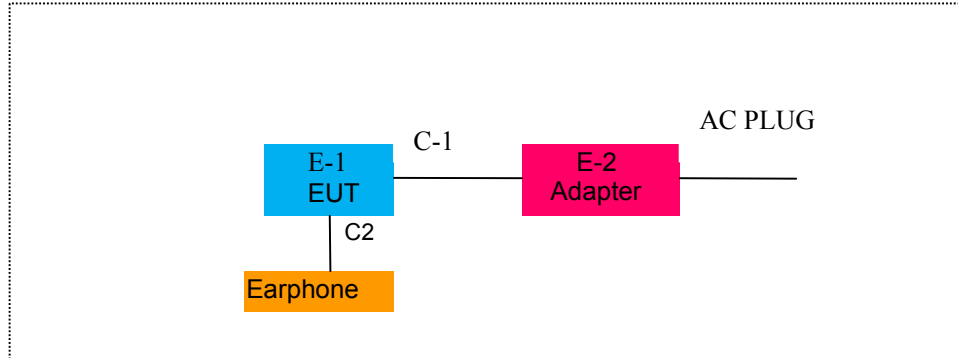 AC PLUG
C-1
E-1
EUT
E-2
Adapter
C2
Earphone